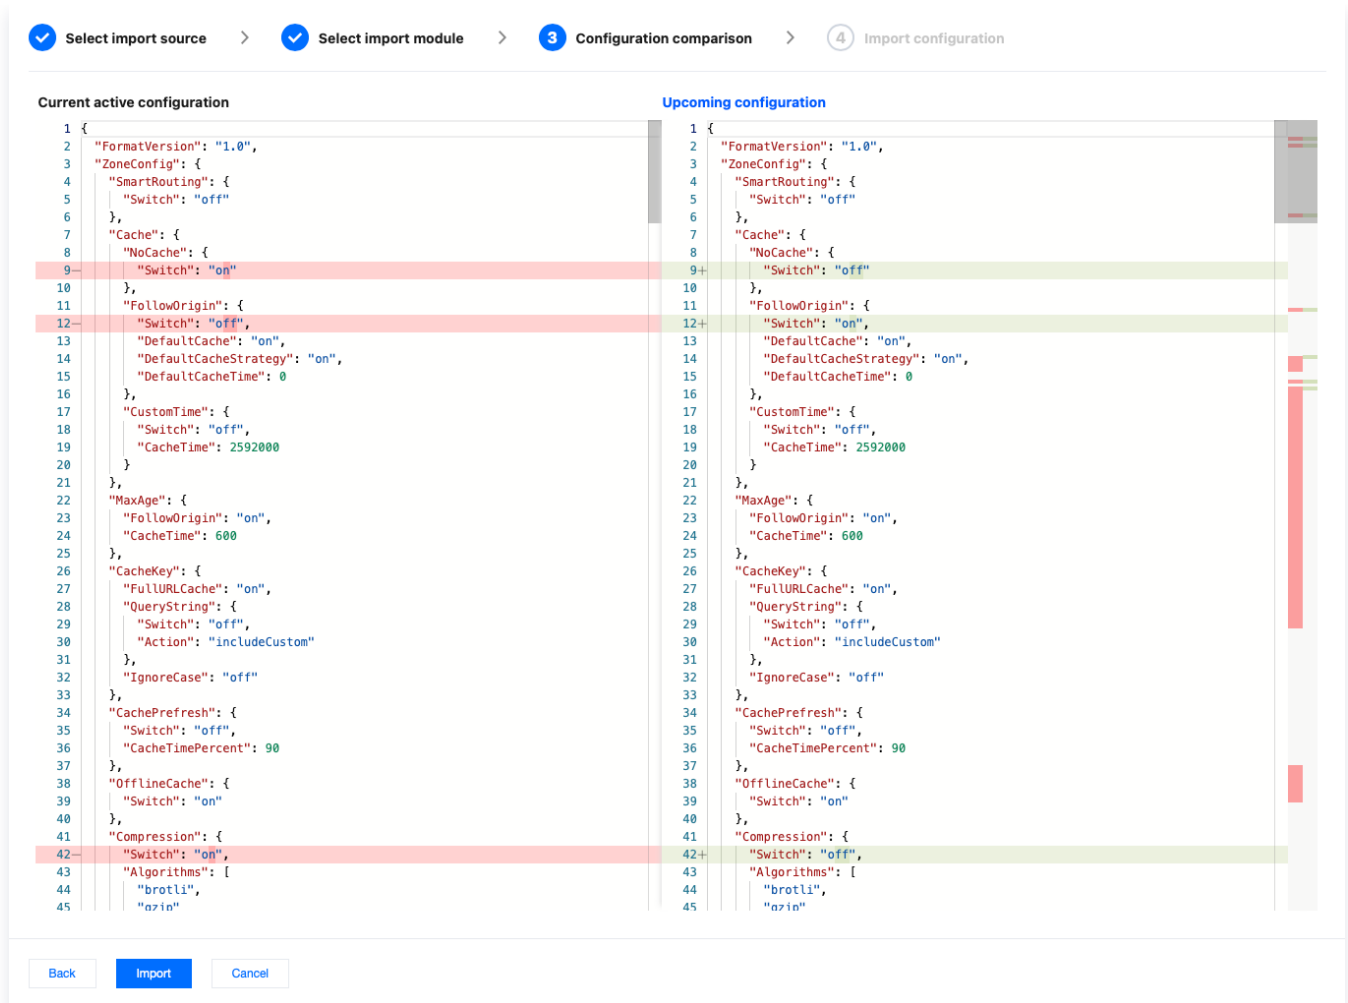 Select import source
Select import module
3 Configuration comparison
4 Import configuration
Current active configuration
1 {
2 "FormatVersion": "1.0",
3 "ZoneConfig": {
4 "SmartRouting": {
5 "Switch": "off"
6 },
7 "Cache": {
8 "NoCache": {
9− "Switch": "on"
10 },
11 "FollowOrigin": {
12− "Switch": "off",
13 "DefaultCache": "on",
14 "DefaultCacheStrategy": "on",
15 "DefaultCacheTime": 0
16 },
17 "CustomTime": {
18 "Switch": "off",
19 "CacheTime": 2592000
20 }
21 },
22 "MaxAge": {
23 "FollowOrigin": "on",
24 "CacheTime": 600
25 },
26 "CacheKey": {
27 "FullURLCache": "on",
28 "QueryString": {
29 "Switch": "off",
30 "Action": "includeCustom"
31 },
32 "IgnoreCase": "off"
33 },
34 "CachePrefresh": {
35 "Switch": "off",
36 "CacheTimePercent": 90
37 },
38 "OfflineCache": {
39 "Switch": "on"
40 },
41 "Compression": {
42− "Switch": "on",
43 "Algorithms": [
44 "brotli",
45 "gzip"
Upcoming configuration
1 {
2 "FormatVersion": "1.0",
3 "ZoneConfig": {
4 "SmartRouting": {
5 "Switch": "off"
6 },
7 "Cache": {
8 "NoCache": {
9+ "Switch": "off"
10 },
11 "FollowOrigin": {
12+ "Switch": "on",
13 "DefaultCache": "on",
14 "DefaultCacheStrategy": "on",
15 "DefaultCacheTime": 0
16 },
17 "CustomTime": {
18 "Switch": "off",
19 "CacheTime": 2592000
20 }
21 },
22 "MaxAge": {
23 "FollowOrigin": "on",
24 "CacheTime": 600
25 },
26 "CacheKey": {
27 "FullURLCache": "on",
28 "QueryString": {
29 "Switch": "off",
30 "Action": "includeCustom"
31 },
32 "IgnoreCase": "off"
33 },
34 "CachePrefresh": {
35 "Switch": "off",
36 "CacheTimePercent": 90
37 },
38 "OfflineCache": {
39 "Switch": "on"
40 },
41 "Compression": {
42+ "Switch": "off",
43 "Algorithms": [
44 "brotli",
45 "gzip"
Back
Import
Cancel